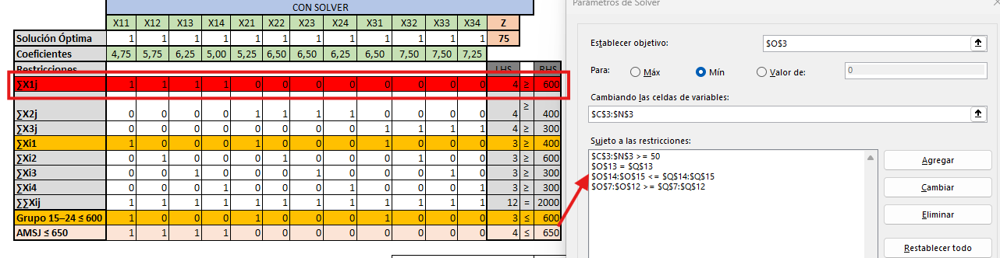 CON SOLVER
X11 X12 X13 X14 X21 X22 X23 X24 X31 X32 X33 X34 Z
Solución Óptima 1 1 1 1 1 1 1 1 1 1 1 1 75
Coeficientes 4,75 5,75 6,25 5,00 5,25 6,50 6,50 6,25 6,50 7,50 7,50 7,25
Restricciones LHS RHS
∑X1j 1 1 1 1 0 0 0 0 0 0 0 0 4 ≥ 600
∑X2j 0 0 0 0 1 1 1 1 0 0 0 0 4 ≥ 400
∑X3j 0 0 0 0 0 0 0 0 1 1 1 1 4 ≥ 300
∑Xi1 1 0 0 0 1 0 0 0 1 0 0 0 3 ≥ 400
∑Xi2 0 1 0 0 0 1 0 0 0 1 0 0 3 ≥ 600
∑Xi3 0 0 1 0 0 0 1 0 0 0 1 0 3 ≥ 300
∑Xi4 0 0 0 1 0 0 0 1 0 0 0 1 3 ≥ 300
∑∑Xij 1 1 1 1 1 1 1 1 1 1 1 1 12 = 2000
Grupo 15–24 ≤ 600 1 0 0 0 1 0 0 0 1 0 0 0 3 ≤ 600
AMSJ ≤ 650 1 1 1 1 0 0 0 0 0 0 0 0 4 ≤ 650
Parámetros de Solver
Establecer objetivo: $O$3
Para: Máx Mín Valor de: 0
Cambiando las celdas de variables:
$C$3:$N$3
Sujeto a las restricciones:
$C$3:$N$3 >= 50
$O$13 = $Q$13
$O$14:$O$15 <= $Q$14:$Q$15
$O$7:$O$12 >= $Q$7:$Q$12
Agregar
Cambiar
Eliminar
Restablecer todo